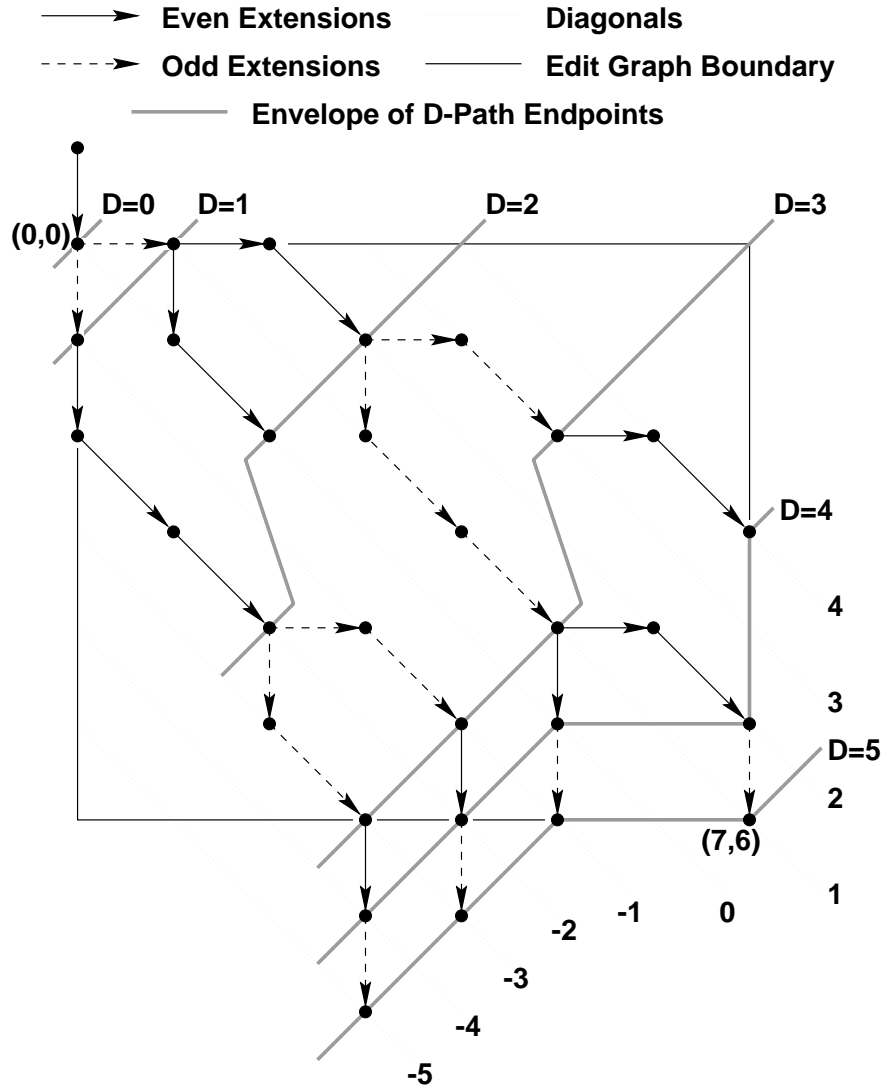 Even Extensions Diagonals
Odd Extensions Edit Graph Boundary
Envelope of D-Path Endpoints
D=0 D=1 D=2 D=3
(0,0)
D=4
4
3
D=5
2
(7,6)
1
0
-1
-2
-3
-4
-5